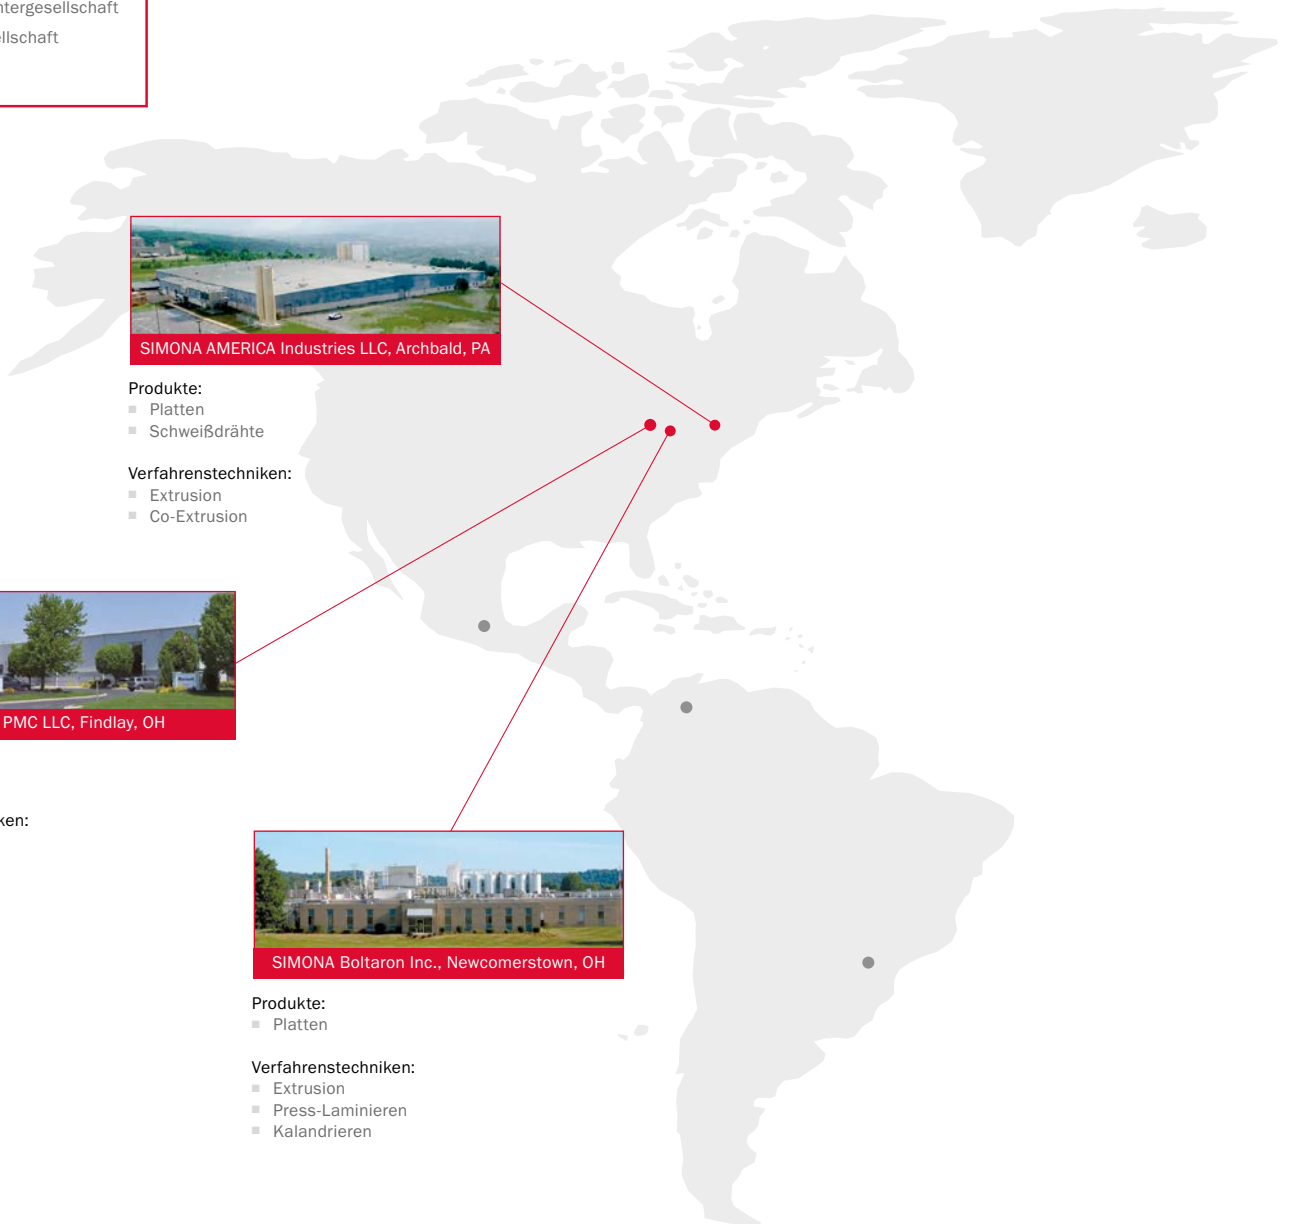 ntergesellschaft
ellschaft
SIMONA AMERICA Industries LLC, Archbald, PA
Produkte:
Platten
Schweißdrähte
Verfahrenstechniken:
Extrusion
Co-Extrusion
PMC LLC, Findlay, OH
ken:
SIMONA Boltaron Inc., Newcomerstown, OH
Produkte:
Platten
Verfahrenstechniken:
Extrusion
Press-Laminieren
Kalandrieren